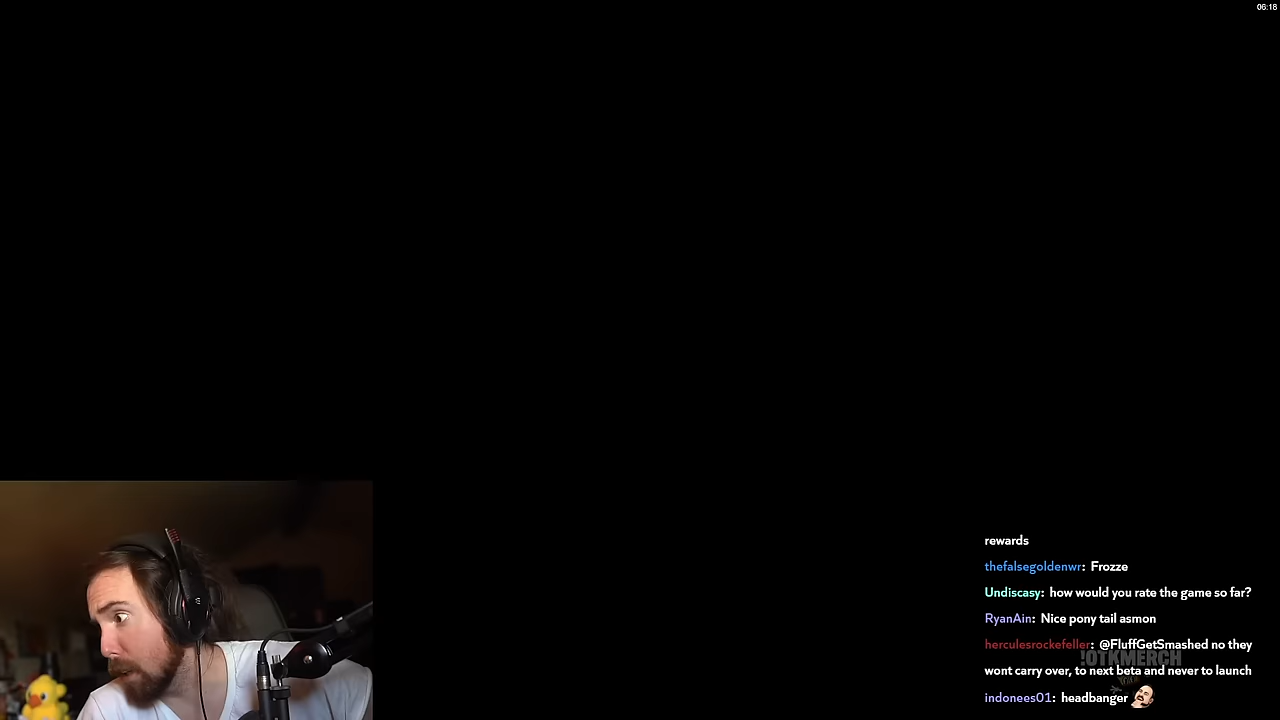 06:18
rewards
thefalsegoldenwr: Frozze
Undiscasy: how would you rate the game so far?
RyanAin: Nice pony tail asmon
herculesrockefeller: @FluffGetSmashed no they
!OTKMERCH
wont carry over, to next beta and never to launch
indonees01: headbanger